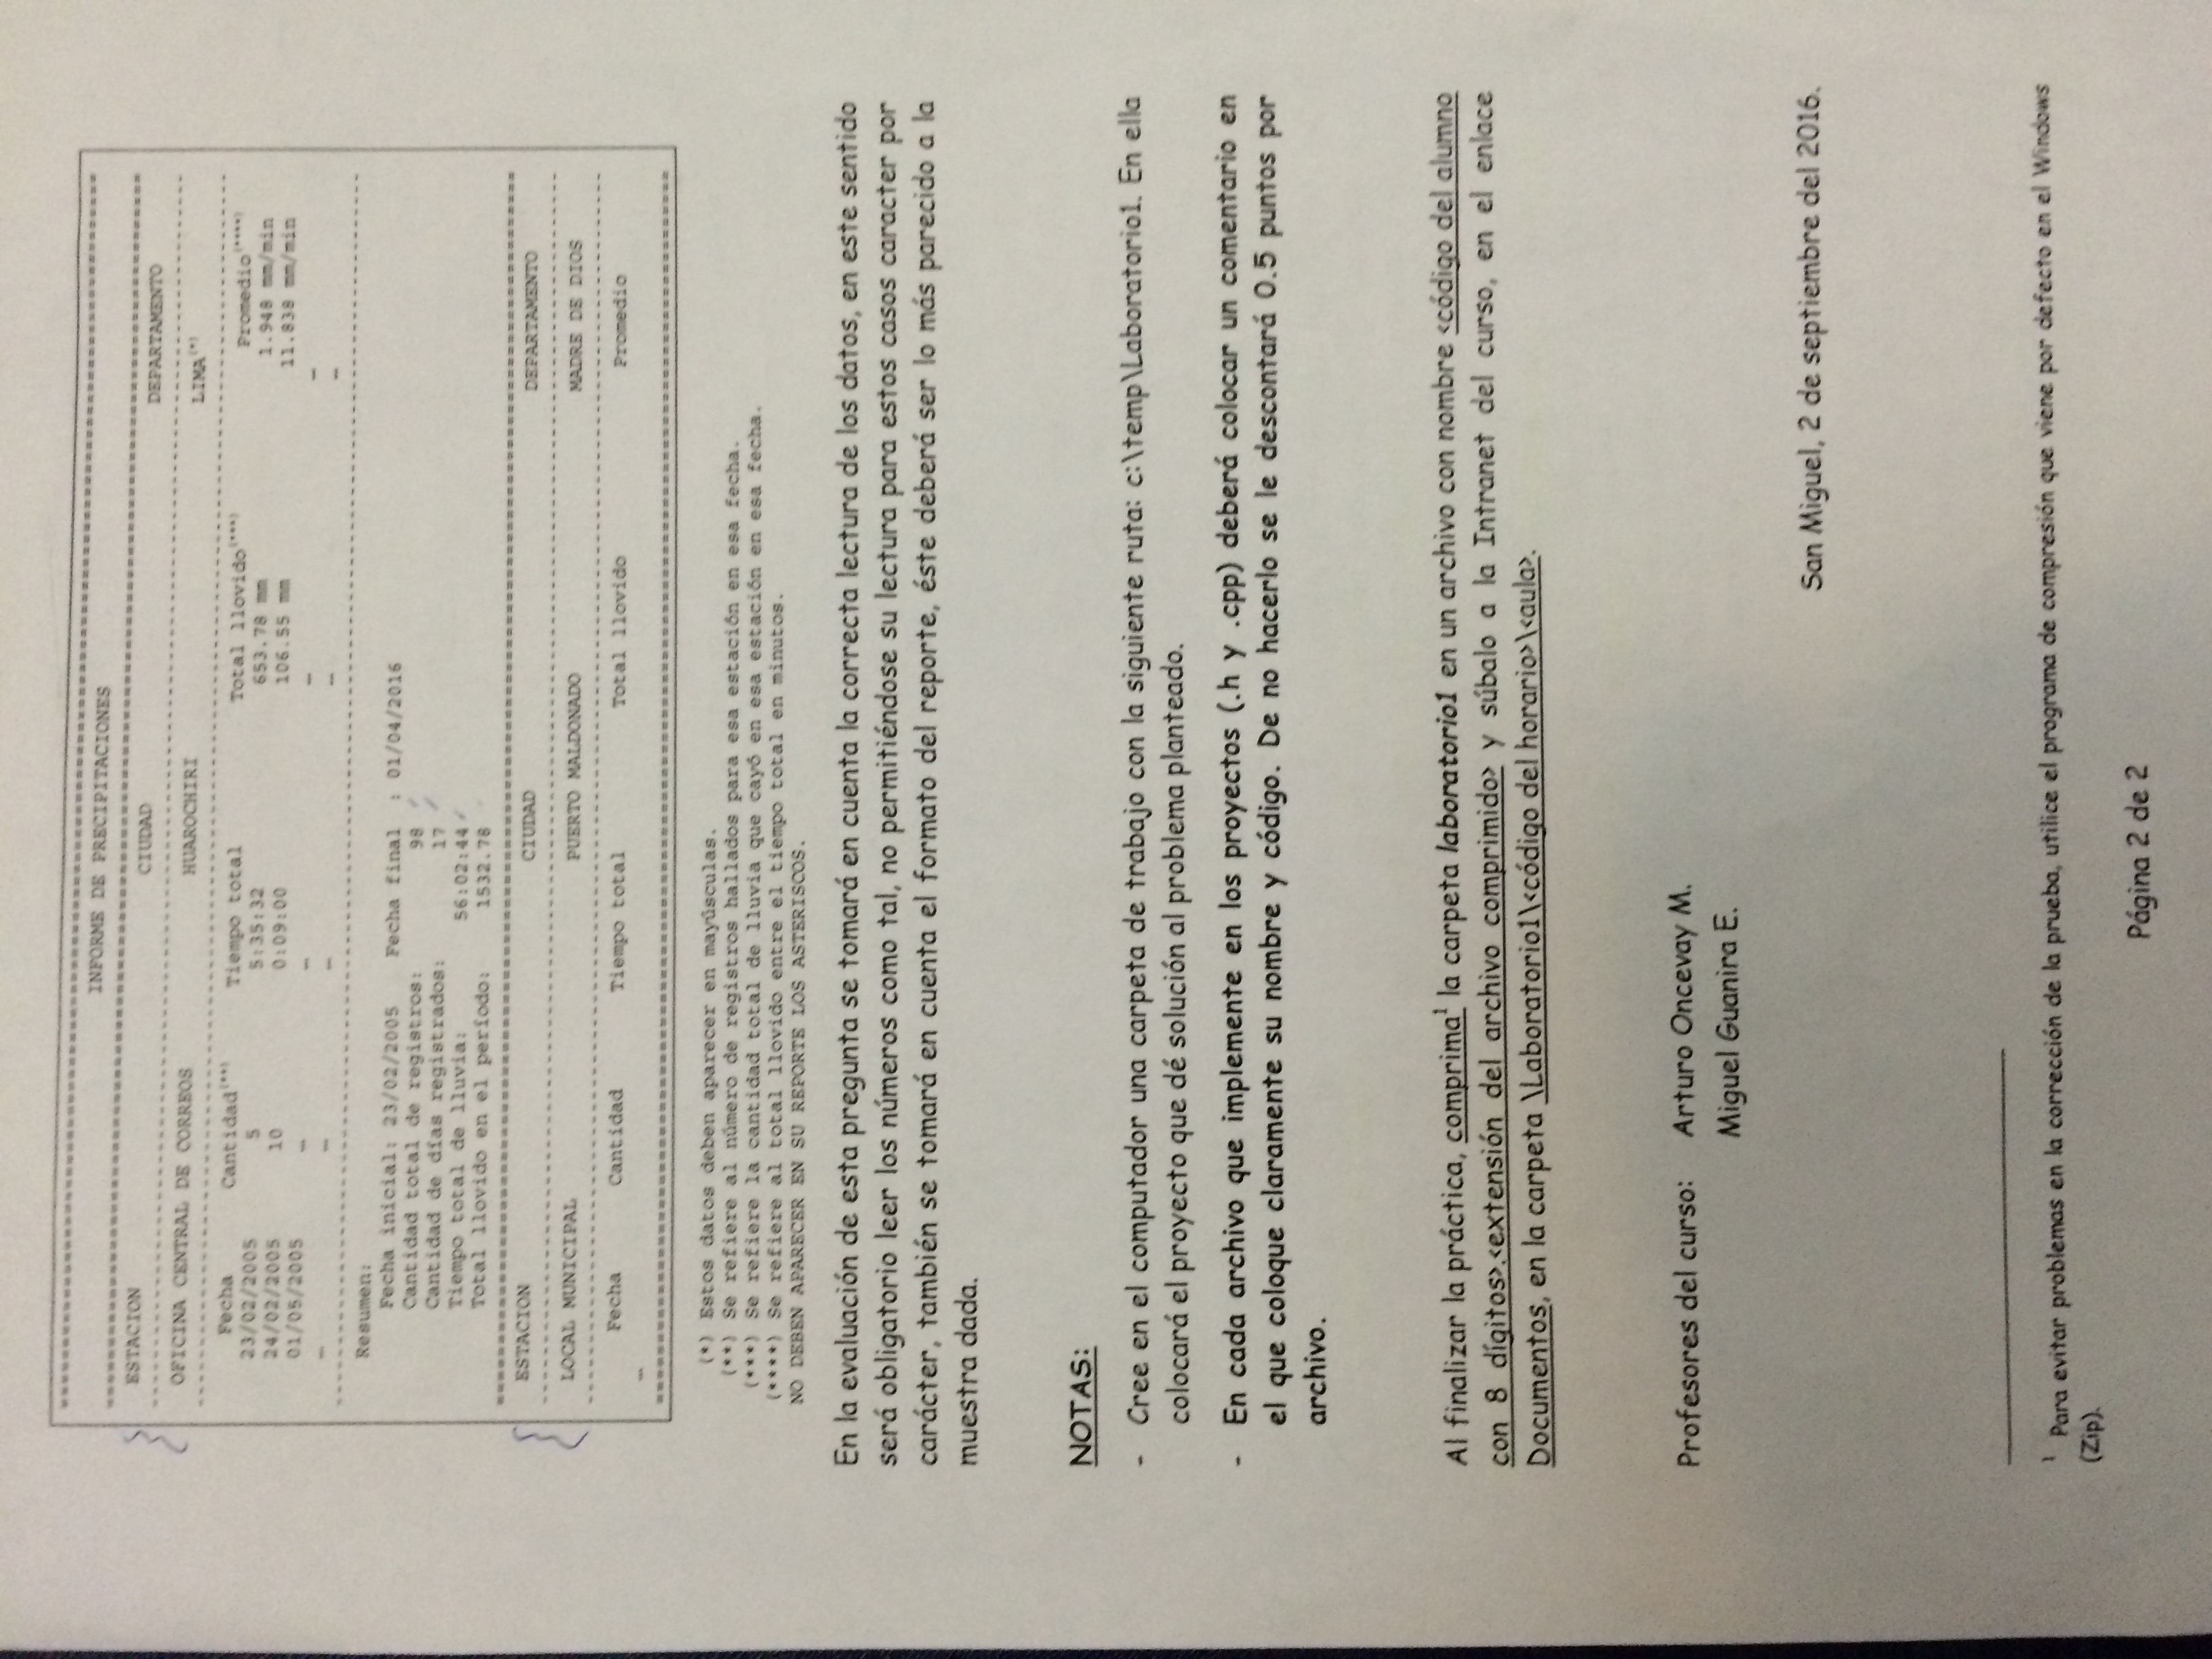 INFORME DE PRECIPITACIONES
ESTACION CIUDAD DEPARTAMENTO
OFICINA CENTRAL DE CORREOS HUAROCHIRI LIMA(*)
Fecha Cantidad(**) Tiempo total Total llovido(***) Promedio(****)
23/02/2005 5 5:35:32 653.78 mm 1.948 mm/min
24/02/2005 10 0:09:00 106.55 mm 11.838 mm/min
01/05/2005 … … … …
… … … … …
Resumen:
Fecha inicial: 23/02/2005 Fecha final : 01/04/2016
Cantidad total de registros: 98
Cantidad de días registrados: 17
Tiempo total de lluvia: 56:02:44
Total llovido en el período: 1532.78
ESTACION CIUDAD DEPARTAMENTO
LOCAL MUNICIPAL PUERTO MALDONADO MADRE DE DIOS
Fecha Cantidad Tiempo total Total llovido Promedio
…
(*) Estos datos deben aparecer en mayúsculas.
(**) Se refiere al número de registros hallados para esa estación en esa fecha.
(***) Se refiere la cantidad total de lluvia que cayó en esa estación en esa fecha.
(****) Se refiere al total llovido entre el tiempo total en minutos.
NO DEBEN APARECER EN SU REPORTE LOS ASTERISCOS.
En la evaluación de esta pregunta se tomará en cuenta la correcta lectura de los datos, en este sentido
será obligatorio leer los números como tal, no permitiéndose su lectura para estos casos caracter por
carácter, también se tomará en cuenta el formato del reporte, éste deberá ser lo más parecido a la
muestra dada.
NOTAS:
- Cree en el computador una carpeta de trabajo con la siguiente ruta: c:\temp\Laboratorio1. En ella
colocará el proyecto que dé solución al problema planteado.
- En cada archivo que implemente en los proyectos (.h y .cpp) deberá colocar un comentario en
el que coloque claramente su nombre y código. De no hacerlo se le descontará 0.5 puntos por
archivo.
Al finalizar la práctica, comprima¹ la carpeta laboratorio1 en un archivo con nombre <código del alumno
con 8 dígitos>.<extensión del archivo comprimido> y súbalo a la Intranet del curso, en el enlace
Documentos, en la carpeta \Laboratorio1\<código del horario>\<aula>.
Profesores del curso: Arturo Oncevay M.
Miguel Guanira E.
San Miguel, 2 de septiembre del 2016.
¹ Para evitar problemas en la corrección de la prueba, utilice el programa de compresión que viene por defecto en el Windows
(Zip).
Página 2 de 2